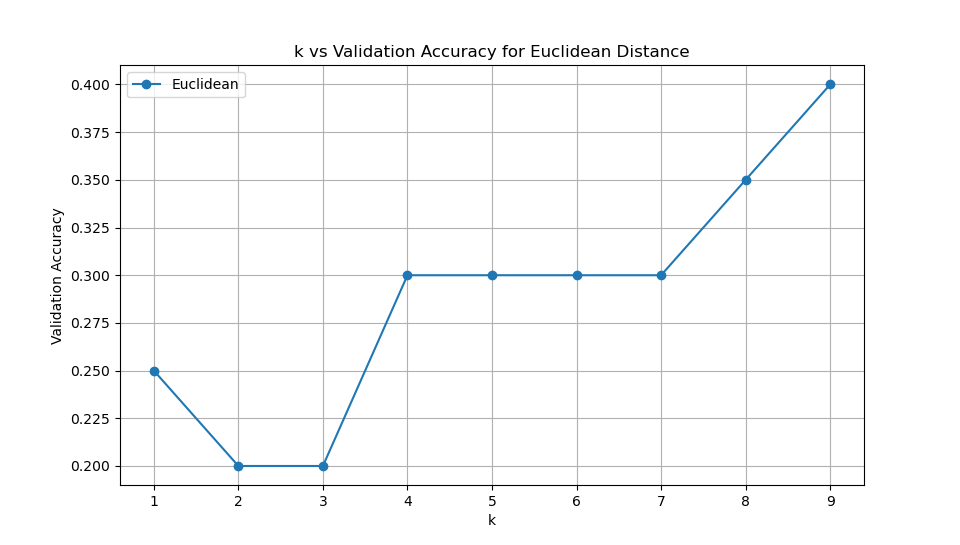 k vs Validation Accuracy for Euclidean Distance
Euclidean
0.400
0.375
0.350
0.325
0.300
0.275
0.250
0.225
0.200
Validation Accuracy
1 2 3 4 5 6 7 8 9
k